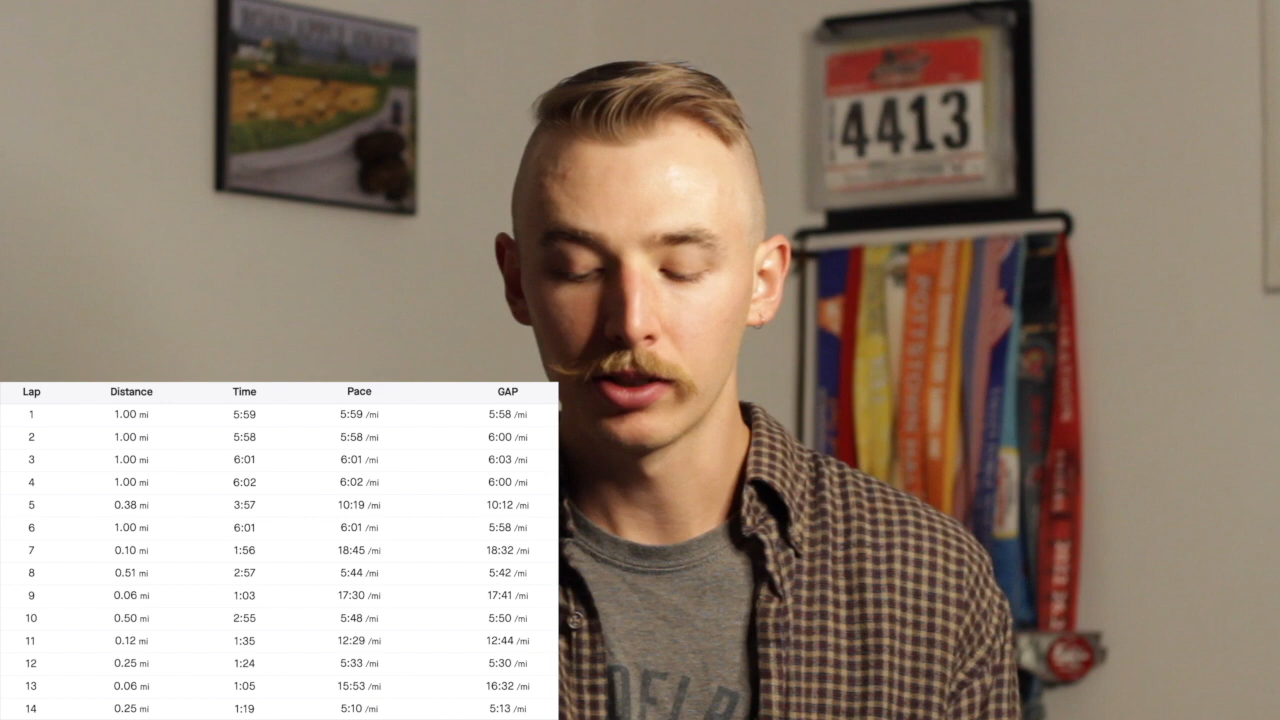 ROAD APPLE AWARD
4413
POTTSTOWN
Lap Distance Time Pace GAP
1 1.00 mi 5:59 5:59 /mi 5:58 /mi
2 1.00 mi 5:58 5:58 /mi 6:00 /mi
3 1.00 mi 6:01 6:01 /mi 6:03 /mi
4 1.00 mi 6:02 6:02 /mi 6:00 /mi
5 0.38 mi 3:57 10:19 /mi 10:12 /mi
6 1.00 mi 6:01 6:01 /mi 5:58 /mi
7 0.10 mi 1:56 18:45 /mi 18:32 /mi
8 0.51 mi 2:57 5:44 /mi 5:42 /mi
9 0.06 mi 1:03 17:30 /mi 17:41 /mi
10 0.50 mi 2:55 5:48 /mi 5:50 /mi
11 0.12 mi 1:35 12:29 /mi 12:44 /mi
12 0.25 mi 1:24 5:33 /mi 5:30 /mi
13 0.06 mi 1:05 15:53 /mi 16:32 /mi
14 0.25 mi 1:19 5:10 /mi 5:13 /mi